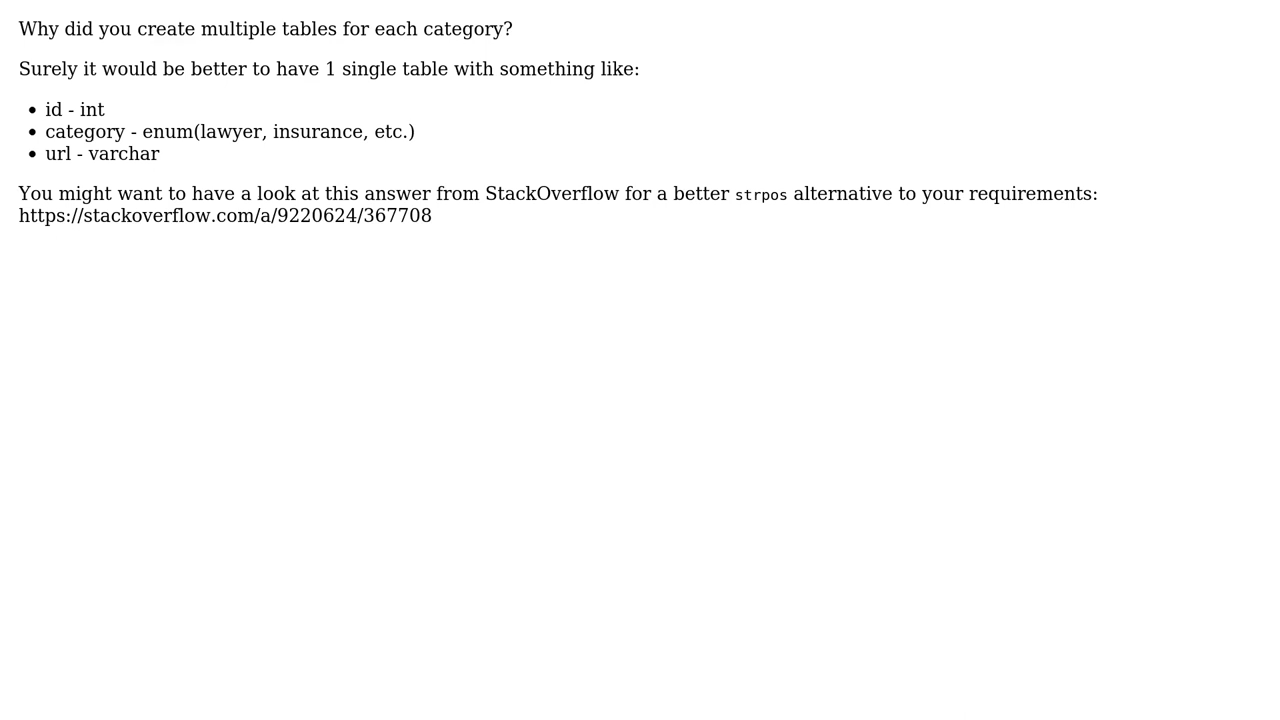 Why did you create multiple tables for each category?
Surely it would be better to have 1 single table with something like:
• id - int
• category - enum(lawyer, insurance, etc.)
• url - varchar
You might want to have a look at this answer from StackOverflow for a better strpos alternative to your requirements:
https://stackoverflow.com/a/9220624/367708